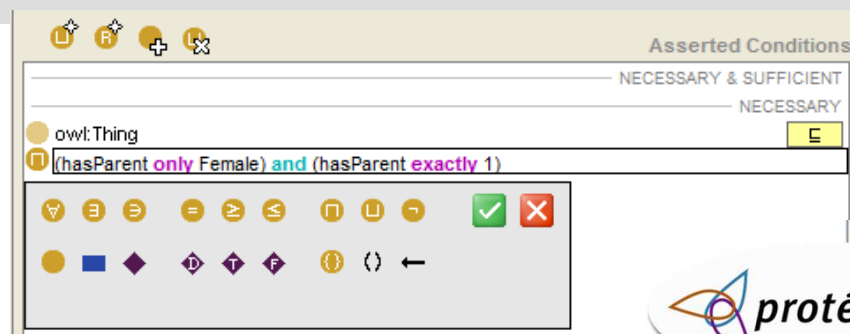 Asserted Conditions
NECESSARY & SUFFICIENT
NECESSARY
owl:Thing
⊑
(hasParent only Female) and (hasParent exactly 1)
∀ ∃ ∋ = ≥ ≤ ⊓ ⊔ ¬
D T F {} () ←
proté